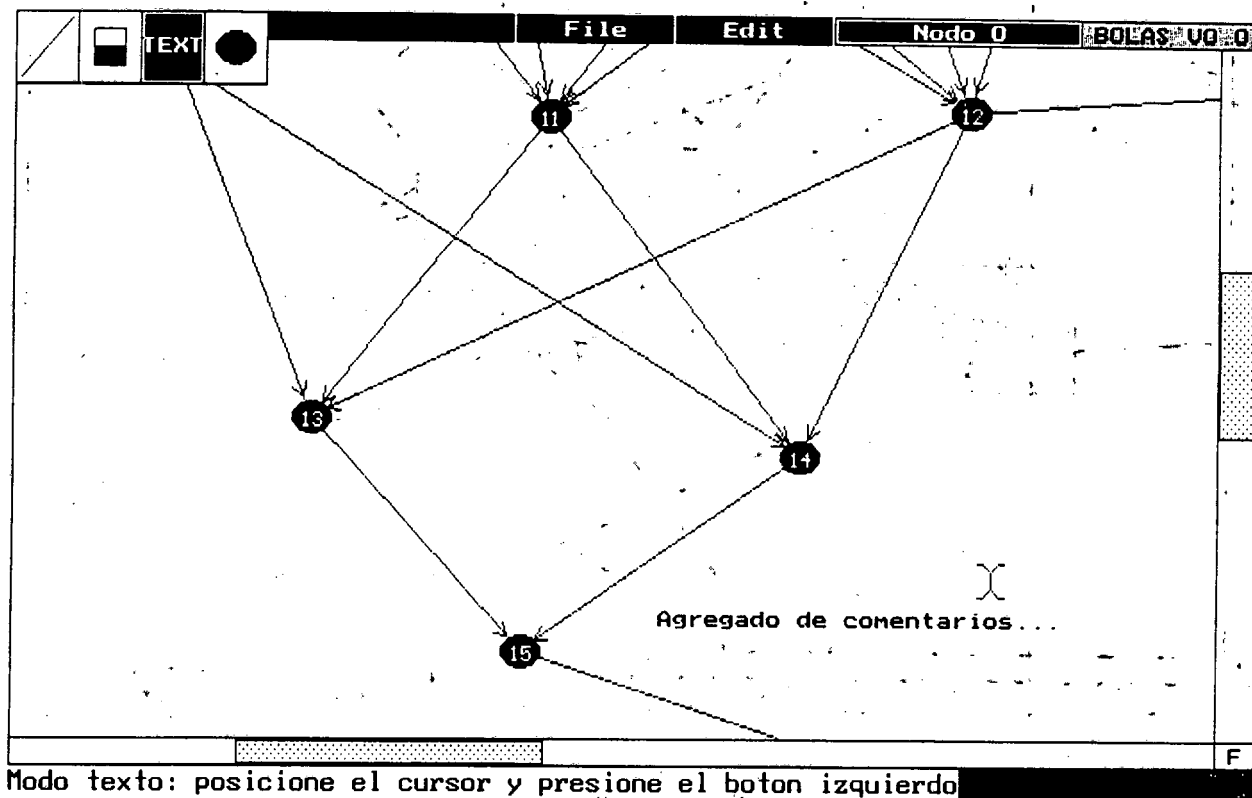 TEXT File Edit Nodo 0 BOLAS V0 0
11 12
13
14
Agregado de comentarios...
15
F
Modo texto: posicione el cursor y presione el boton izquierdo